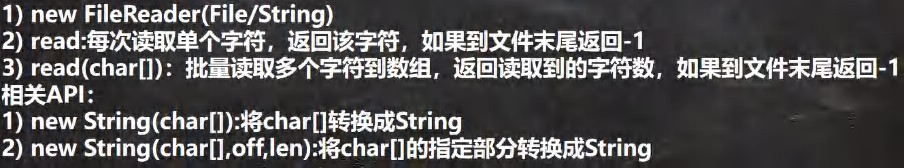 1) new FileReader(File/String)
2) read:每次读取单个字符，返回该字符，如果到文件末尾返回-1
3) read(char[])：批量读取多个字符到数组，返回读取到的字符数，如果到文件末尾返回-1
相关API：
1) new String(char[]):将char[]转换成String
2) new String(char[],off,len):将char[]的指定部分转换成String